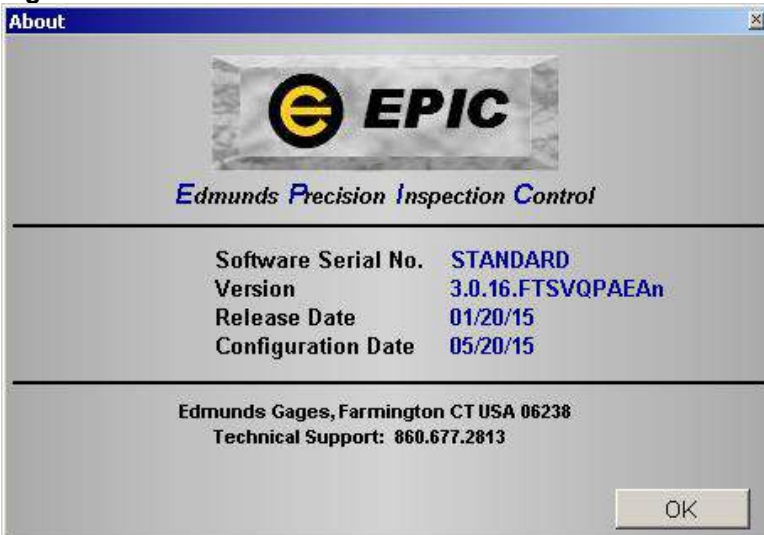 About
EPIC
Edmunds Precision Inspection Control
Software Serial No. STANDARD
Version 3.0.16.FTSVQPAEAn
Release Date 01/20/15
Configuration Date 05/20/15
Edmunds Gages, Farmington CT USA 06238
Technical Support: 860.677.2813
OK